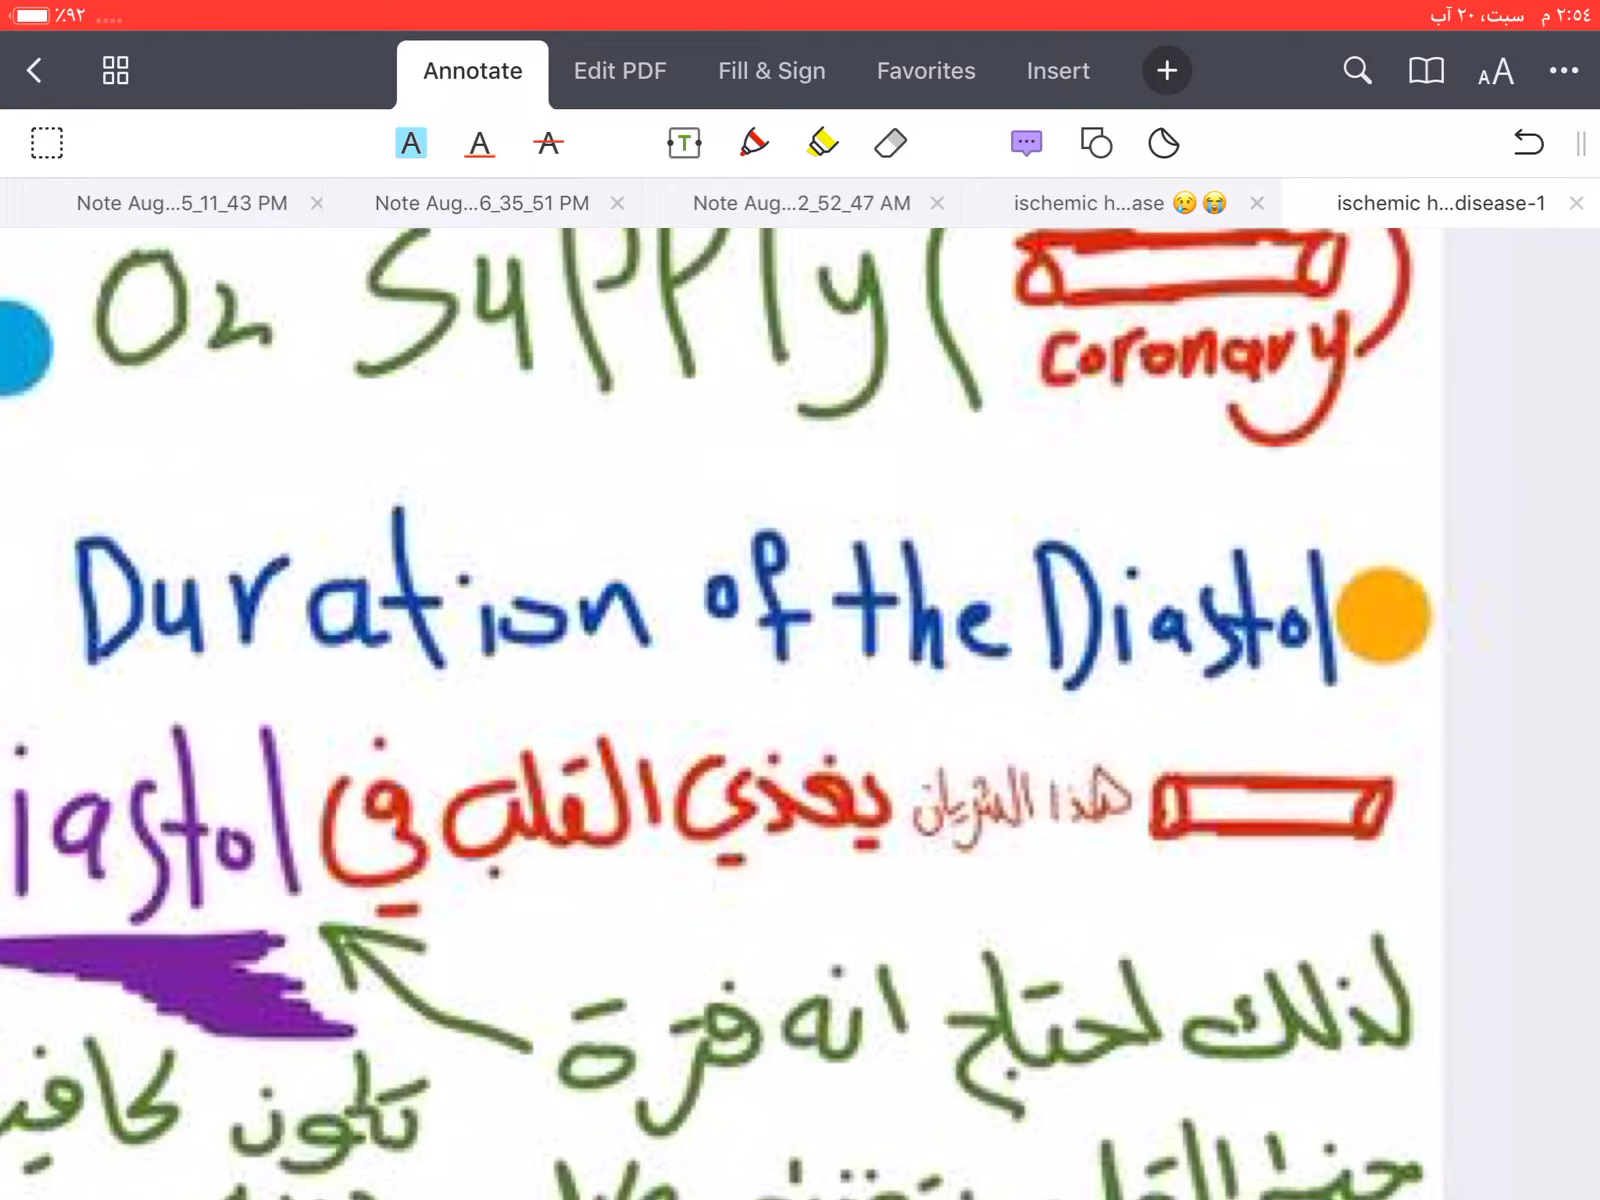 ٪٩٢ سبت، ٢٠ آب ٢:٥٤ م
Annotate Edit PDF Fill & Sign Favorites Insert
Note Aug...5_11_43 PM Note Aug...6_35_51 PM Note Aug...2_52_47 AM ischemic h...ase 😢😭 ischemic h...disease-1
O2 Supply (coronary)
Duration of the Diastol
هذا الشريان يغذي القلب في iastol
لذلك نحتاج انه فترة
تكون كافية